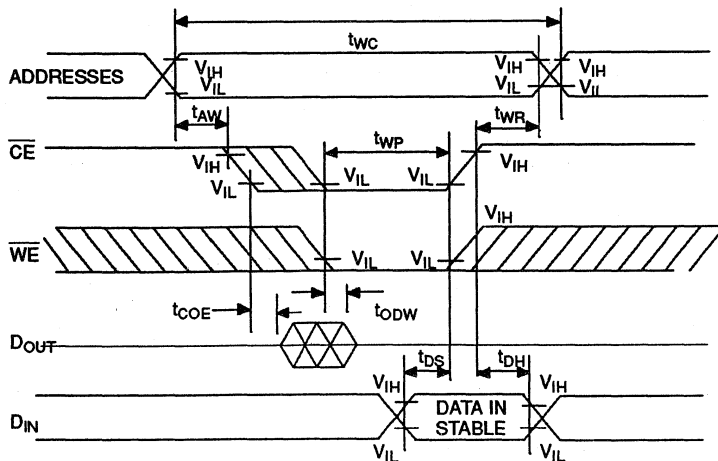 tWC
ADDRESSES
VIH
VIL
VIH
VIL
VIH
VIl
tAW
tWR
CE
VIH
VIL
tWP
VIL
VIL
VIH
WE
VIL
VIL
VIH
tCOE
tODW
DOUT
tDS
tDH
DIN
VIH
VIL
DATA IN
STABLE
VIH
VIL